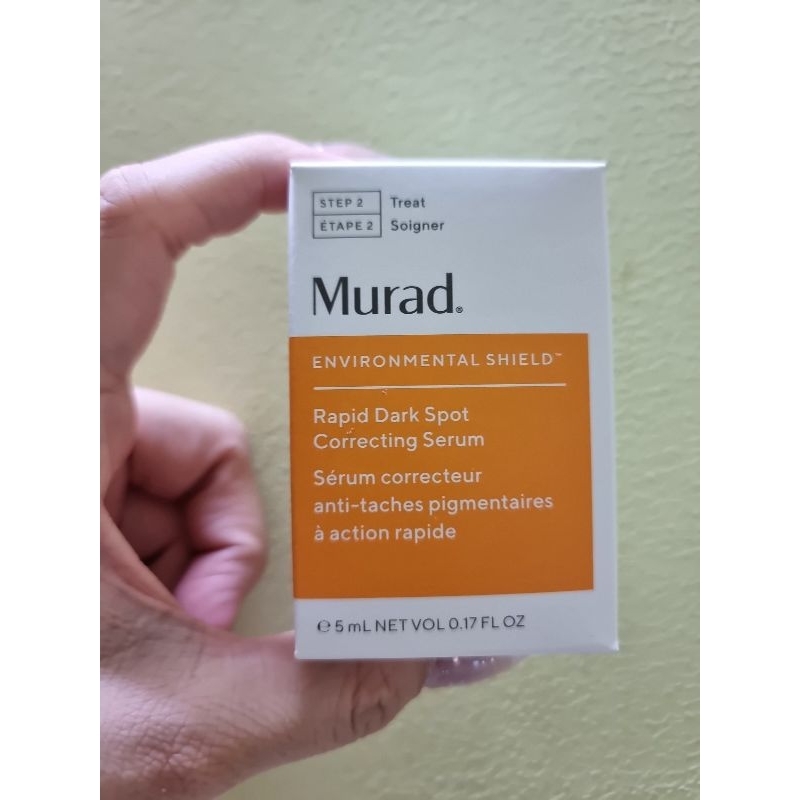 STEP 2 Treat
ÉTAPE 2 Soigner
Murad®
ENVIRONMENTAL SHIELD™
Rapid Dark Spot
Correcting Serum
Sérum correcteur
anti-taches pigmentaires
à action rapide
℮ 5 mL NET VOL 0.17 FL OZ